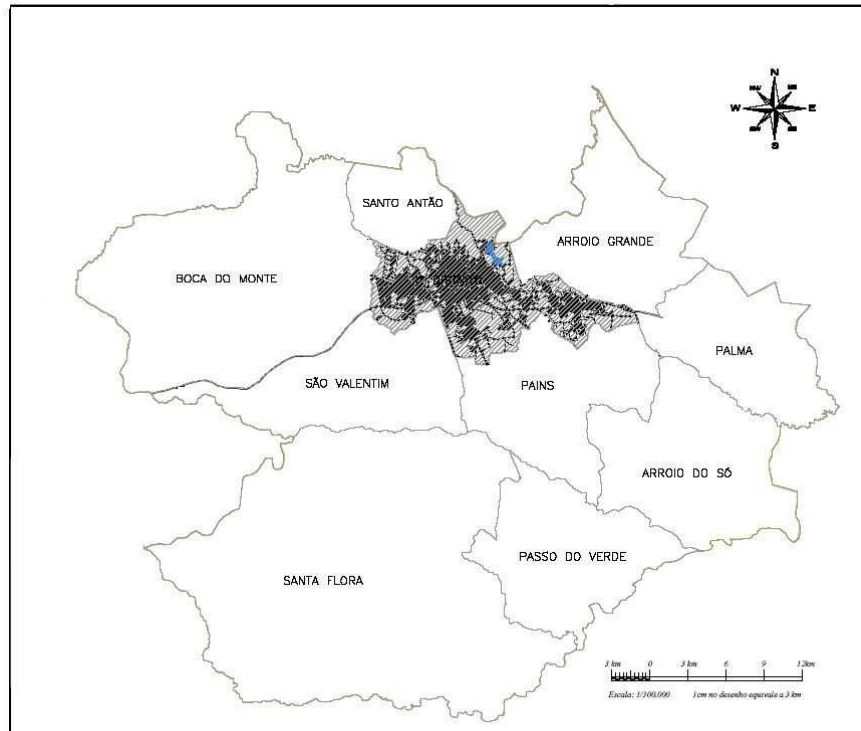 N
W E
S
SANTO ANTÃO
ARROIO GRANDE
BOCA DO MONTE
PALMA
SÃO VALENTIM
PAINS
ARROIO DO SÓ
PASSO DO VERDE
SANTA FLORA
3 km 0 3 km 6 9 12km
Escala: 1/300.000 1cm no desenho equivale a 3 km